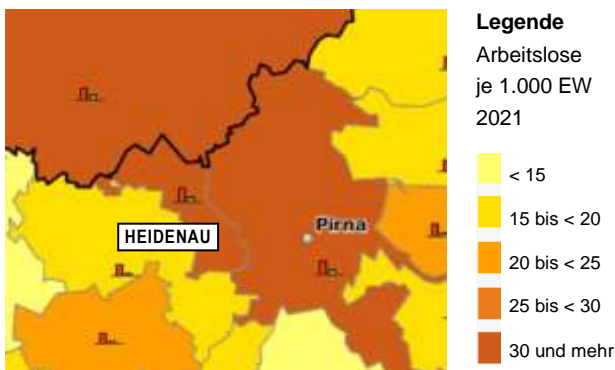 Legende
Arbeitslose
je 1.000 EW
2021
< 15
15 bis < 20
20 bis < 25
25 bis < 30
30 und mehr
Pirna
HEIDENAU